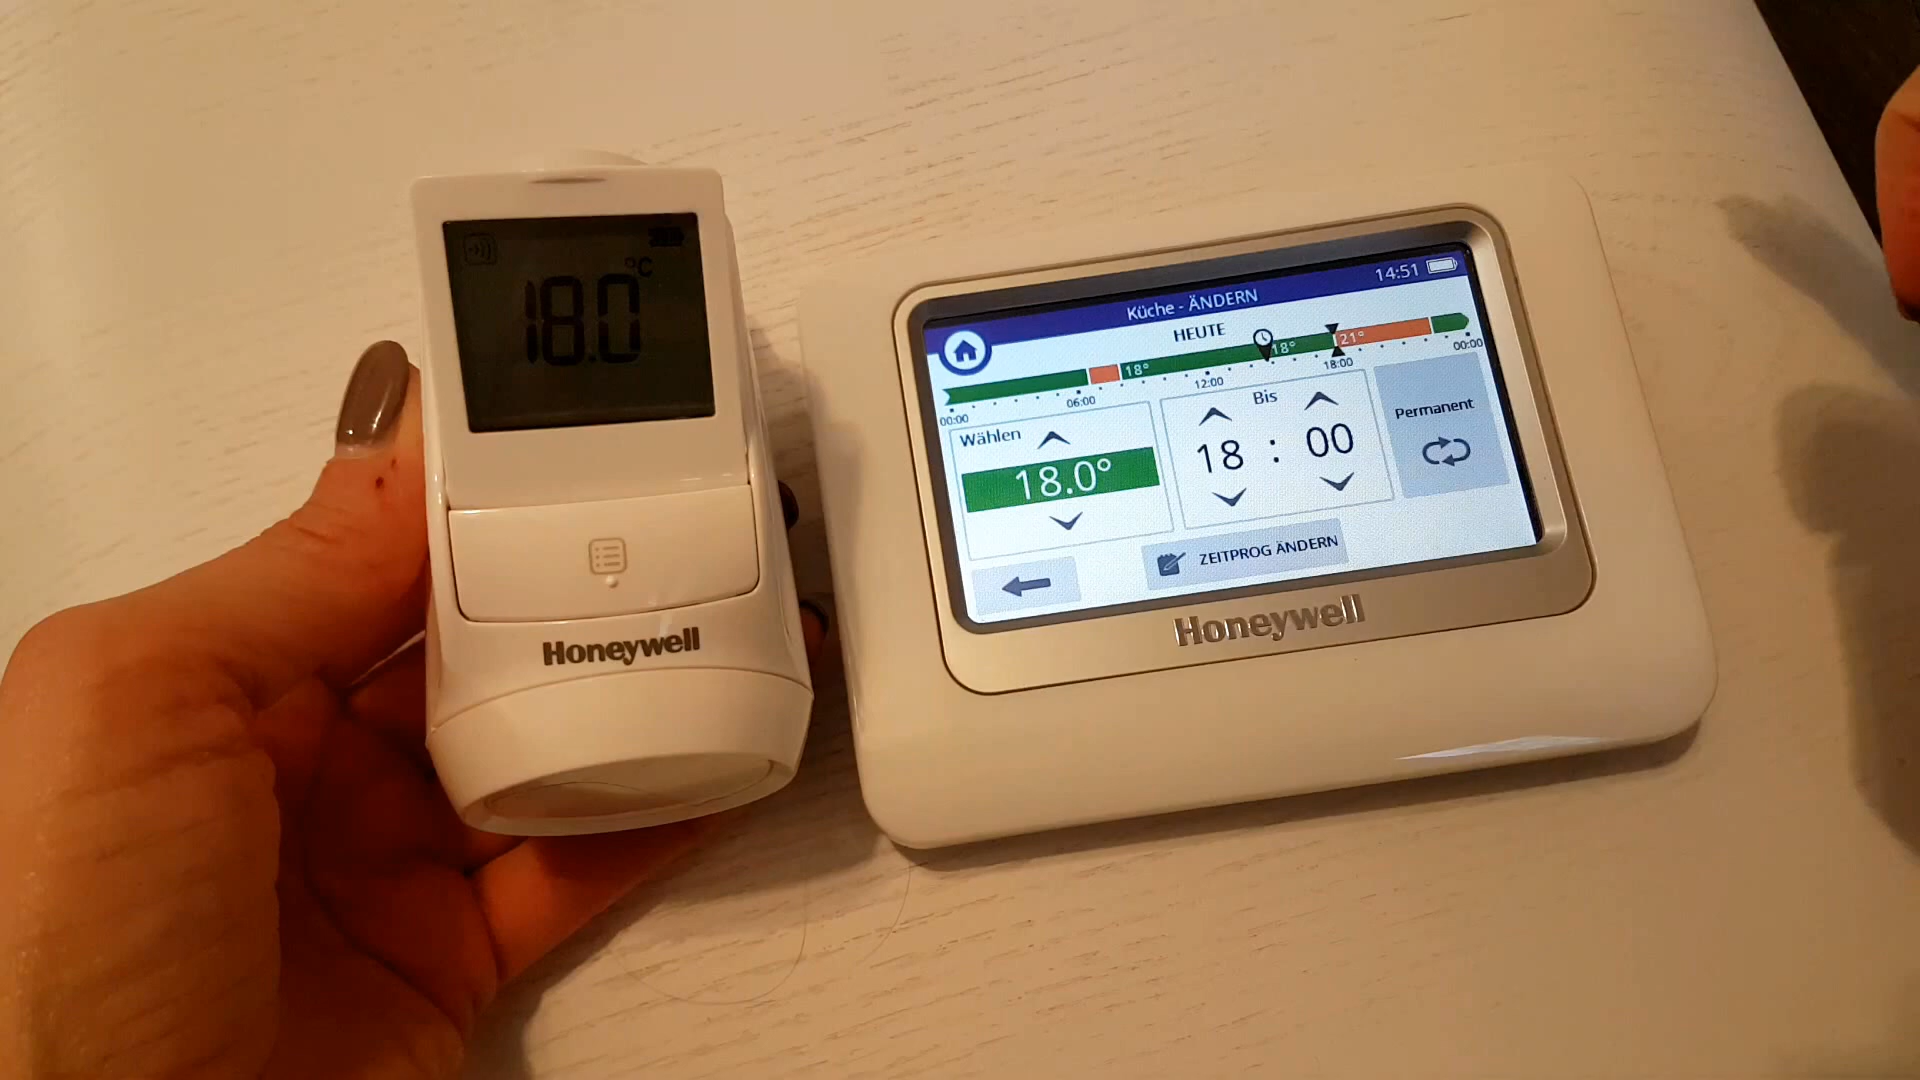 18.0 °C
Honeywell
14:51
Küche - ÄNDERN
HEUTE
18° 18° 21°
00:00 06:00 12:00 18:00 00:00
Wählen
18.0°
Bis
18 : 00
Permanent
ZEITPROG ÄNDERN
Honeywell